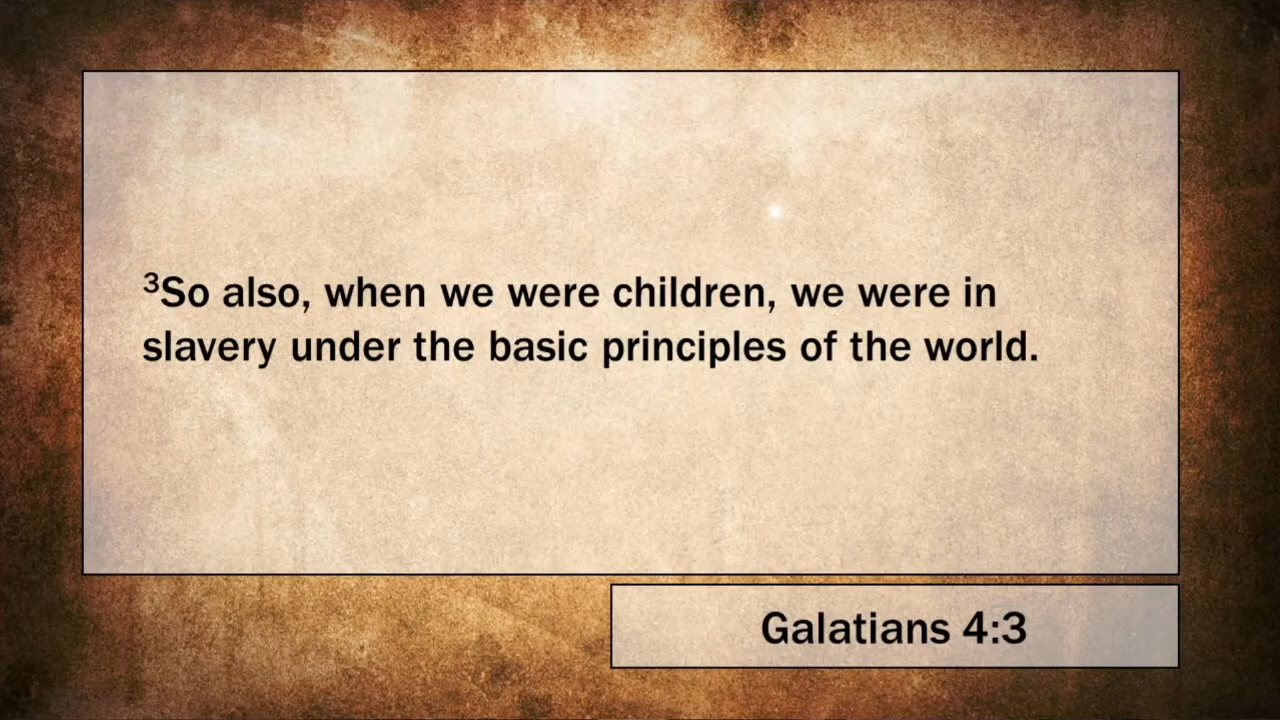 ³So also, when we were children, we were in
slavery under the basic principles of the world.
Galatians 4:3